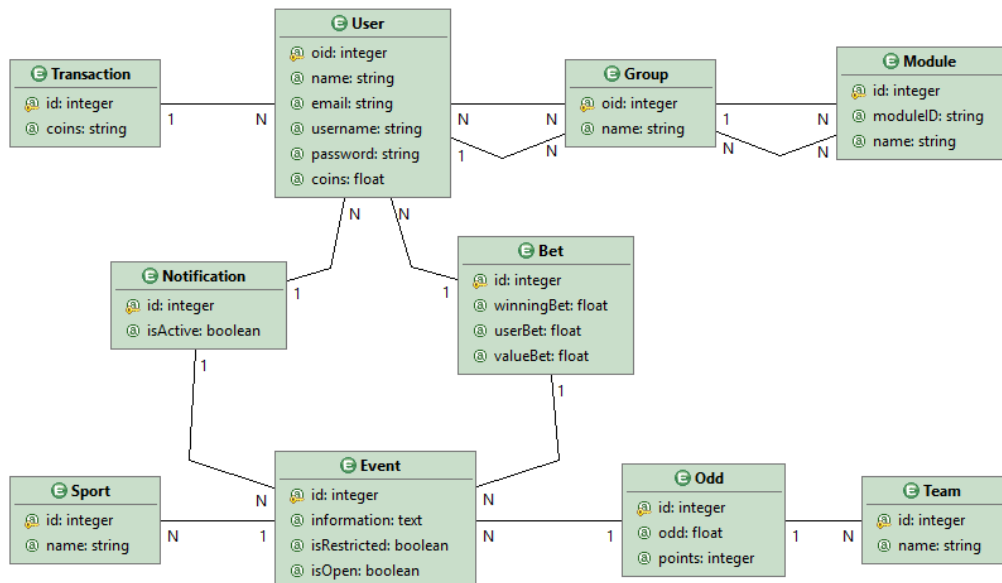 User
oid: integer
name: string
email: string
username: string
password: string
coins: float
Transaction
id: integer
coins: string
1 N
Group
oid: integer
name: string
N N
1 N
Module
id: integer
moduleID: string
name: string
1 N
N N
N N
Notification
id: integer
isActive: boolean
1
1
Bet
id: integer
winningBet: float
userBet: float
valueBet: float
1
1
Sport
id: integer
name: string
N 1
Event
id: integer
information: text
isRestricted: boolean
isOpen: boolean
N N
N 1
Odd
id: integer
odd: float
points: integer
1 N
Team
id: integer
name: string